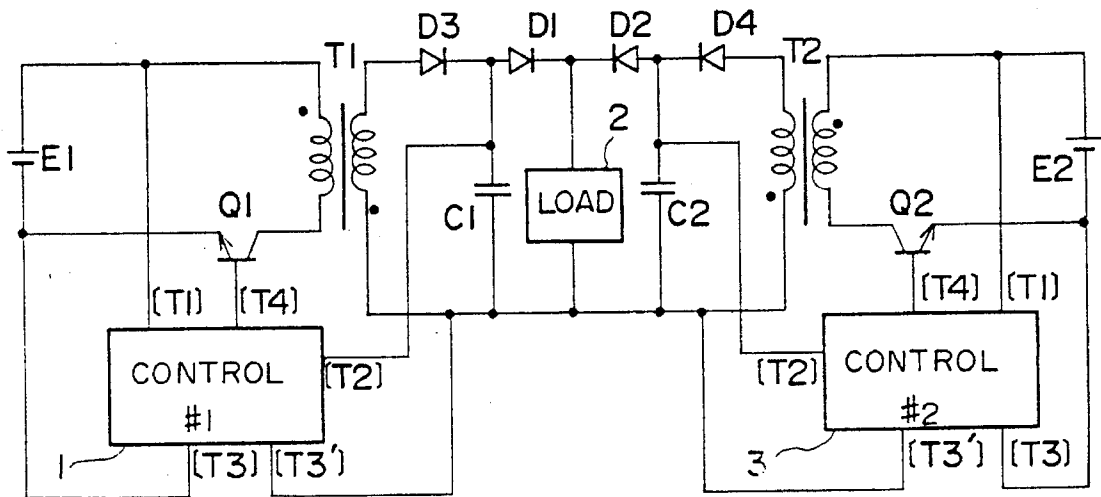 D3 D1 D2 D4
T1 T2
2
E1 E2
Q1 C1 LOAD C2 Q2
[T1] [T4] [T4] [T1]
CONTROL #1
[T2]
[T2]
CONTROL #2
1 [T3] [T3'] 3 [T3'] [T3]